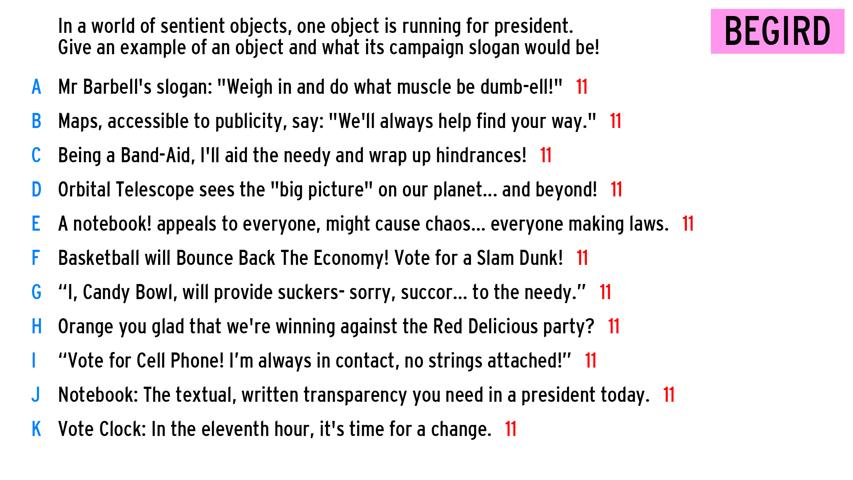 In a world of sentient objects, one object is running for president.
Give an example of an object and what its campaign slogan would be!
BEGIRD
A Mr Barbell's slogan: "Weigh in and do what muscle be dumb-ell!" 11
B Maps, accessible to publicity, say: "We'll always help find your way." 11
C Being a Band-Aid, I'll aid the needy and wrap up hindrances! 11
D Orbital Telescope sees the "big picture" on our planet... and beyond! 11
E A notebook! appeals to everyone, might cause chaos... everyone making laws. 11
F Basketball will Bounce Back The Economy! Vote for a Slam Dunk! 11
G “I, Candy Bowl, will provide suckers- sorry, succor... to the needy.” 11
H Orange you glad that we're winning against the Red Delicious party? 11
I “Vote for Cell Phone! I’m always in contact, no strings attached!” 11
J Notebook: The textual, written transparency you need in a president today. 11
K Vote Clock: In the eleventh hour, it's time for a change. 11